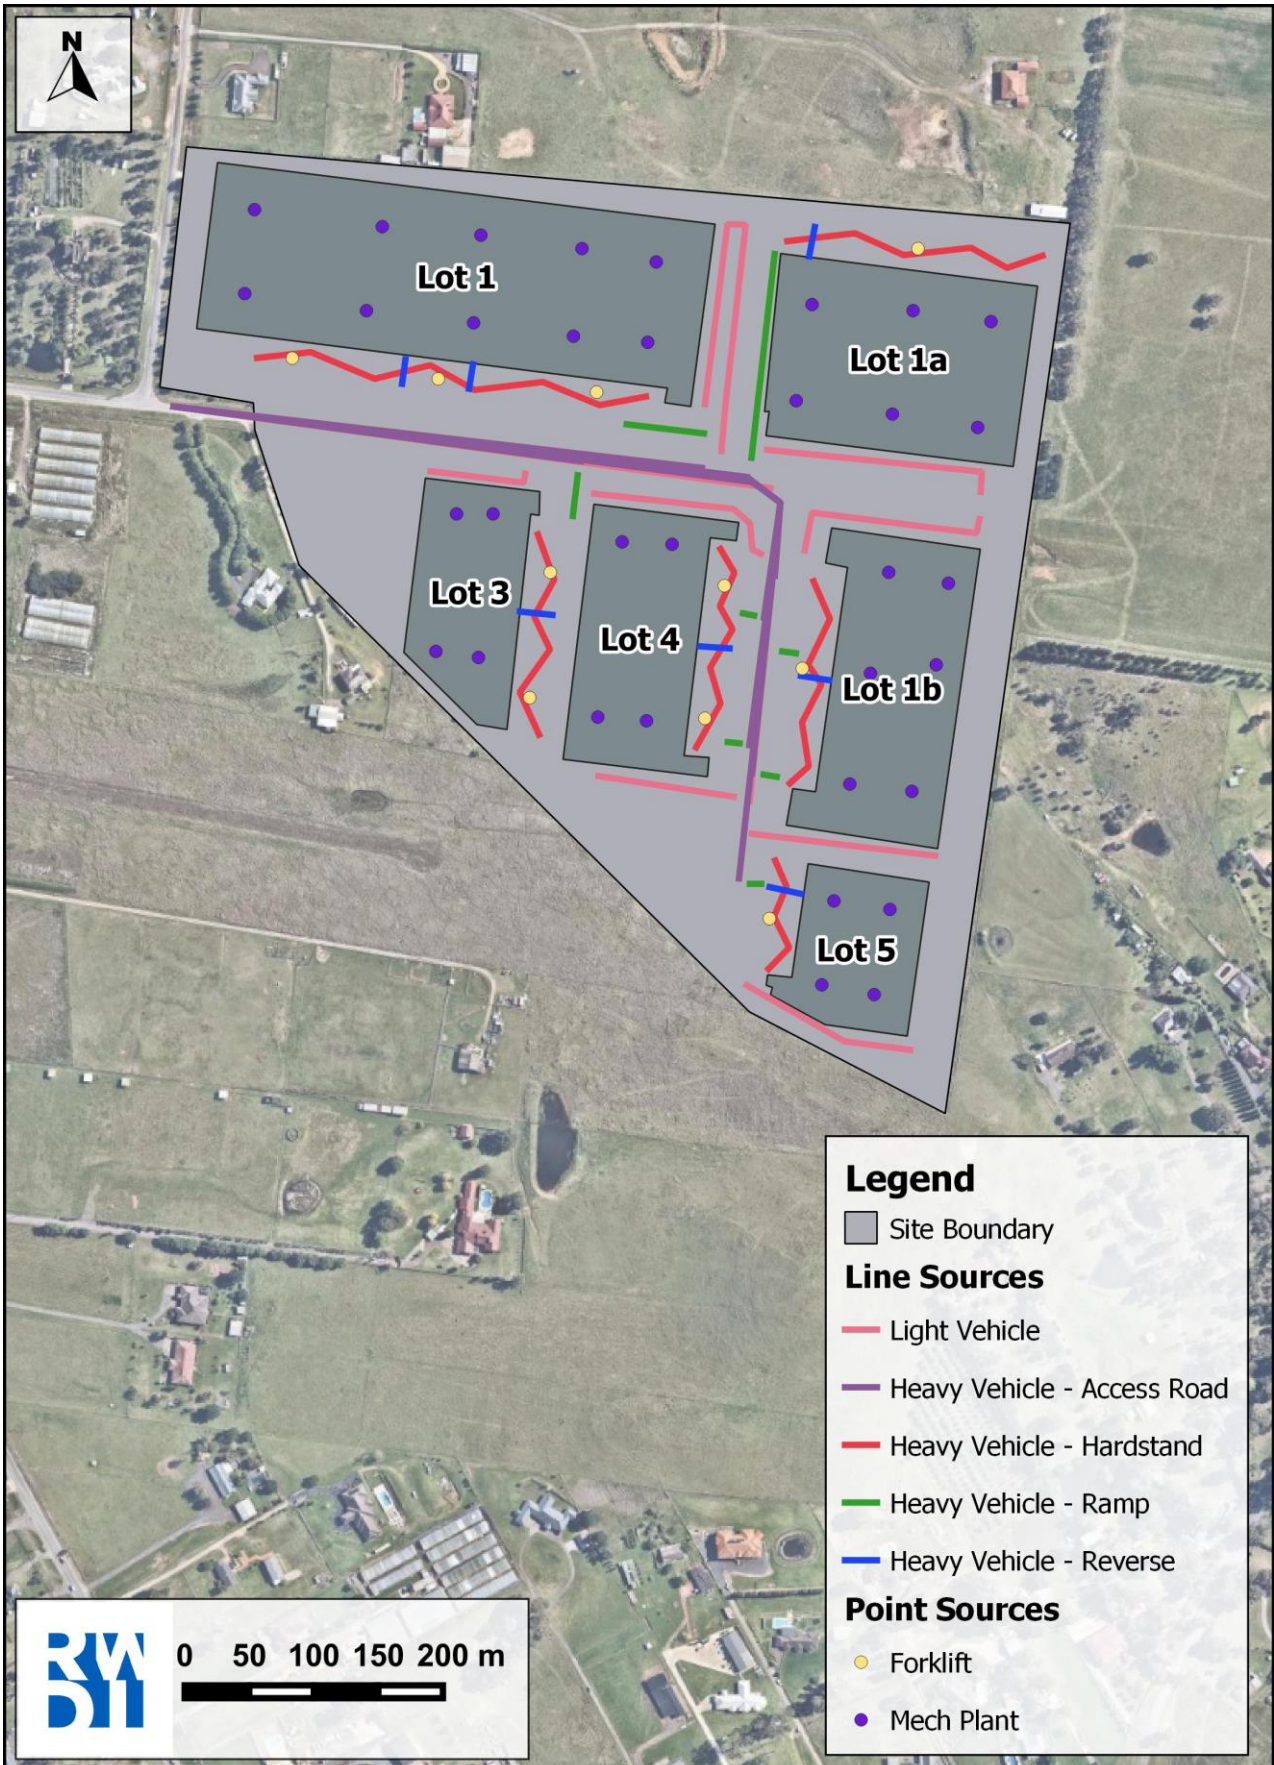 N
Lot 1
Lot 1a
Lot 3
Lot 4
Lot 1b
Lot 5
Legend
Site Boundary
Line Sources
Light Vehicle
Heavy Vehicle - Access Road
Heavy Vehicle - Hardstand
Heavy Vehicle - Ramp
Heavy Vehicle - Reverse
Point Sources
Forklift
Mech Plant
RWDI
0 50 100 150 200 m